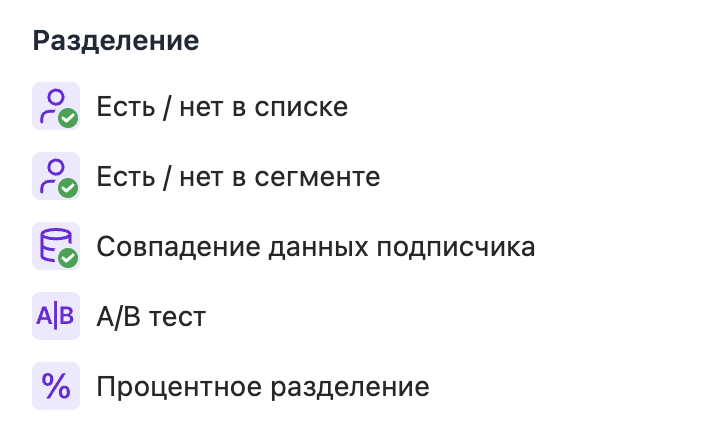 Разделение
Есть / нет в списке
Есть / нет в сегменте
Совпадение данных подписчика
A|B A/B тест
% Процентное разделение